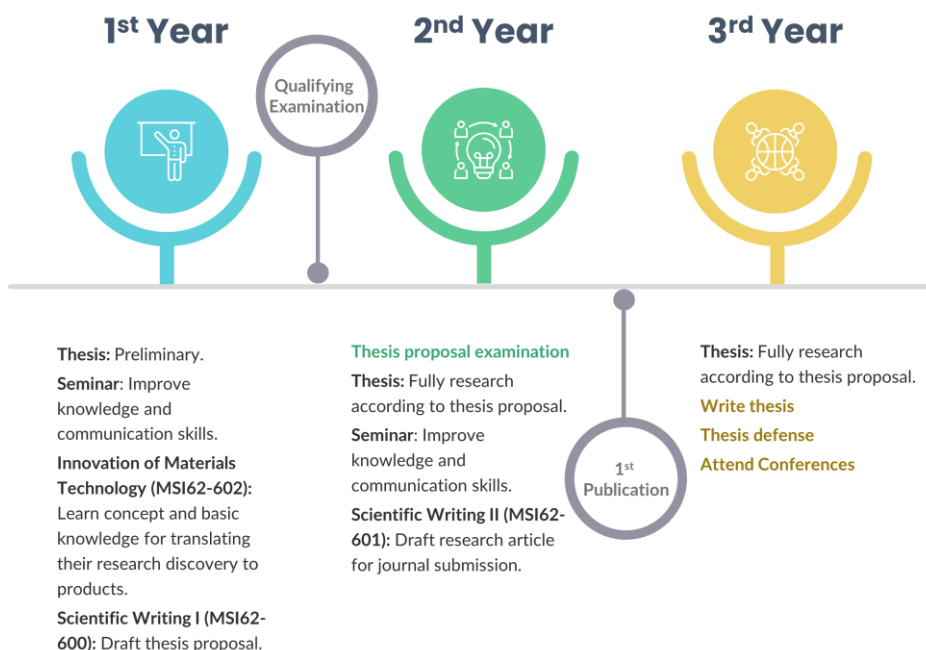 1st Year
Qualifying
Examination
2nd Year
3rd Year
Thesis: Preliminary.
Seminar: Improve
knowledge and
communication skills.
Innovation of Materials
Technology (MSI62-602):
Learn concept and basic
knowledge for translating
their research discovery to
products.
Scientific Writing I (MSI62-
600): Draft thesis proposal.
Thesis proposal examination
Thesis: Fully research
according to thesis proposal.
Seminar: Improve
knowledge and
communication skills.
Scientific Writing II (MSI62-
601): Draft research article
for journal submission.
1st
Publication
Thesis: Fully research
according to thesis proposal.
Write thesis
Thesis defense
Attend Conferences